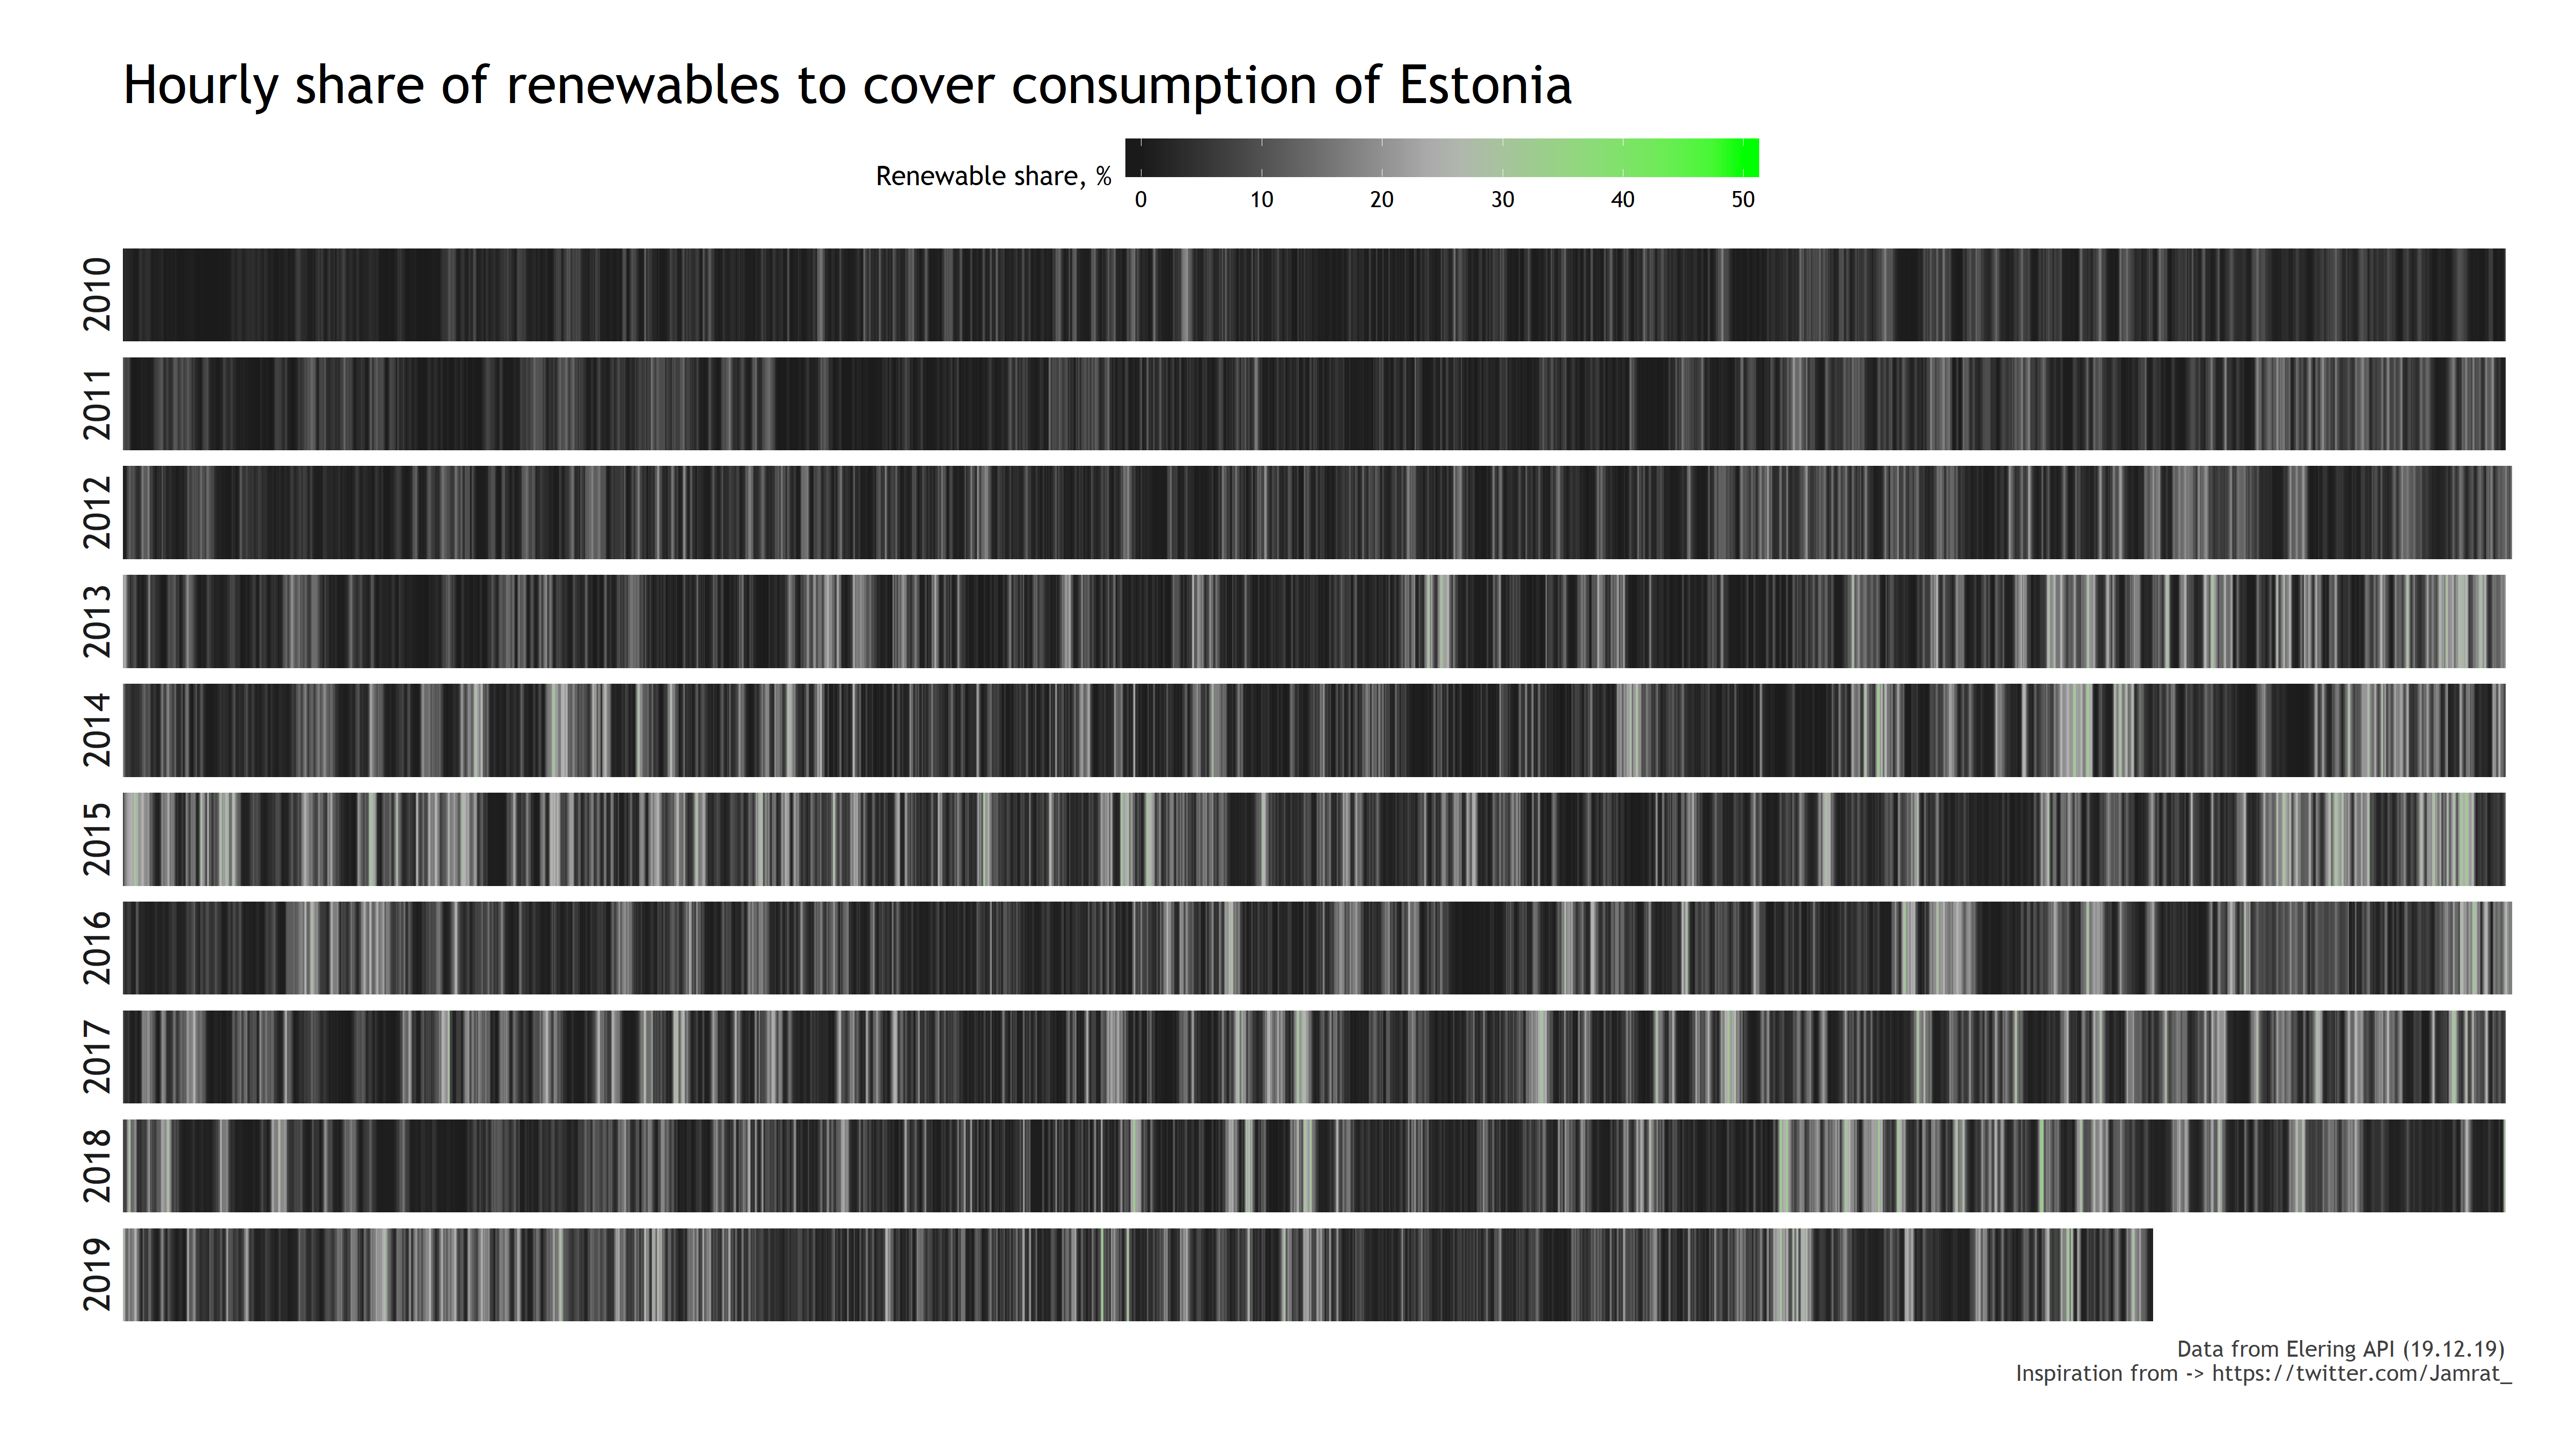 Hourly share of renewables to cover consumption of Estonia
Renewable share, %
0 10 20 30 40 50
2010
2011
2012
2013
2014
2015
2016
2017
2018
2019
Data from Elering API (19.12.19)
Inspiration from -> https://twitter.com/Jamrat_